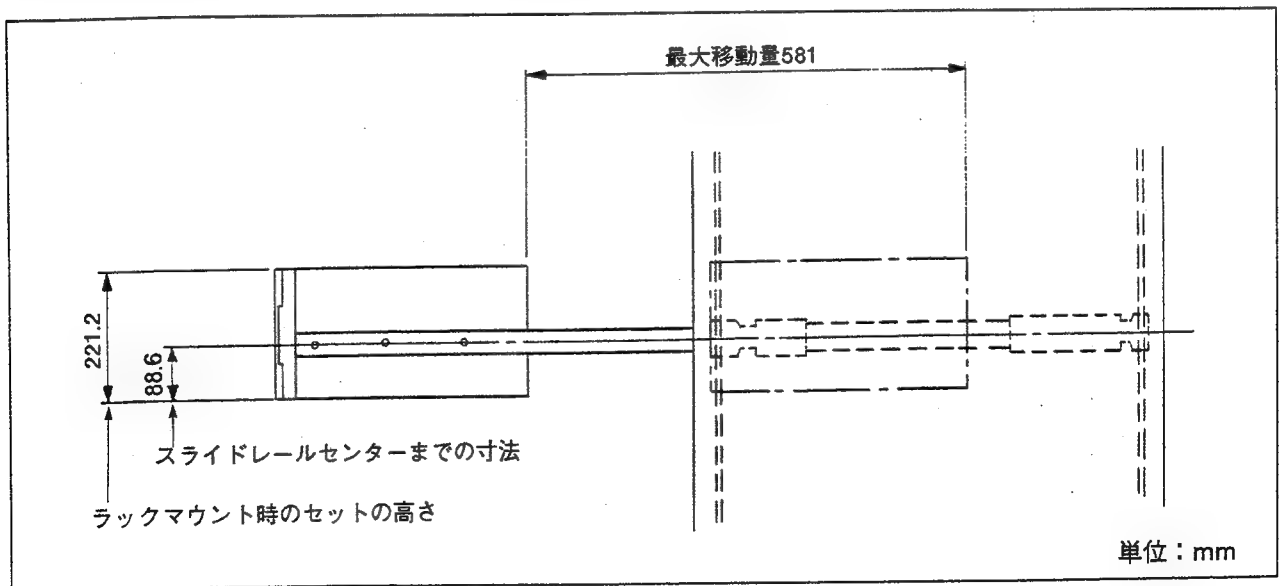 最大移動量581
221.2
88.6
スライドレールセンターまでの寸法
ラックマウント時のセットの高さ
単位：mm